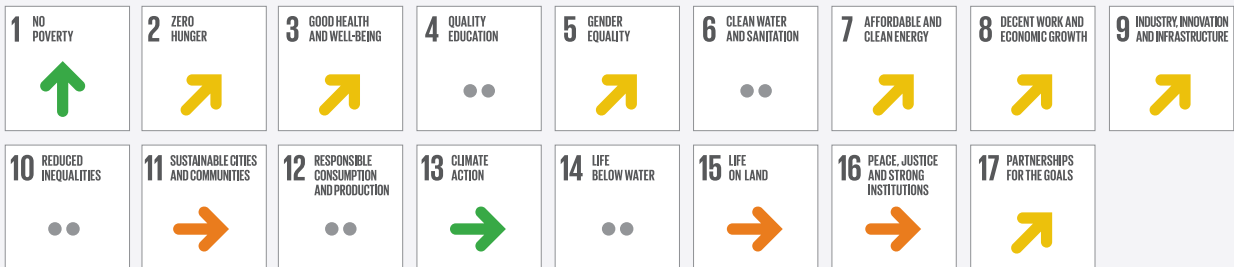 1 NO
POVERTY
2 ZERO
HUNGER
3 GOOD HEALTH
AND WELL-BEING
4 QUALITY
EDUCATION
5 GENDER
EQUALITY
6 CLEAN WATER
AND SANITATION
7 AFFORDABLE AND
CLEAN ENERGY
8 DECENT WORK AND
ECONOMIC GROWTH
9 INDUSTRY, INNOVATION
AND INFRASTRUCTURE
10 REDUCED
INEQUALITIES
11 SUSTAINABLE CITIES
AND COMMUNITIES
12 RESPONSIBLE
CONSUMPTION
AND PRODUCTION
13 CLIMATE
ACTION
14 LIFE
BELOW WATER
15 LIFE
ON LAND
16 PEACE, JUSTICE
AND STRONG
INSTITUTIONS
17 PARTNERSHIPS
FOR THE GOALS